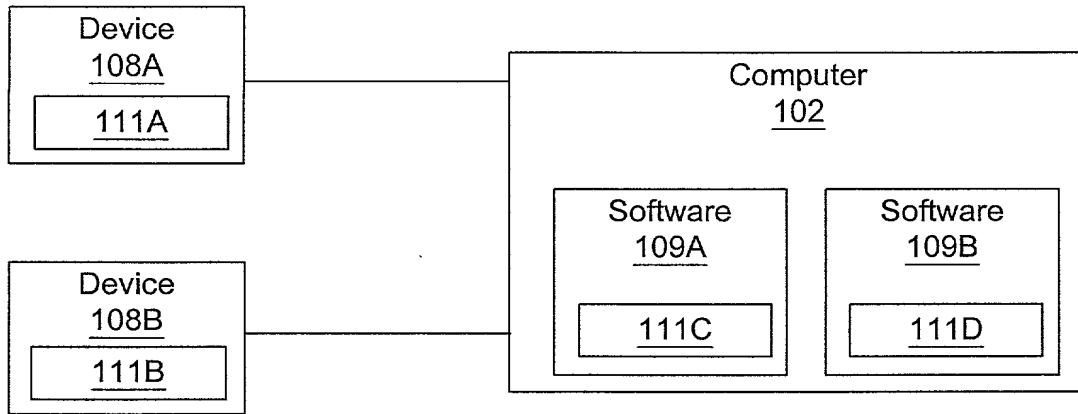 Device
108A
111A
Computer
102
Software
109A
111C
Software
109B
111D
Device
108B
111B